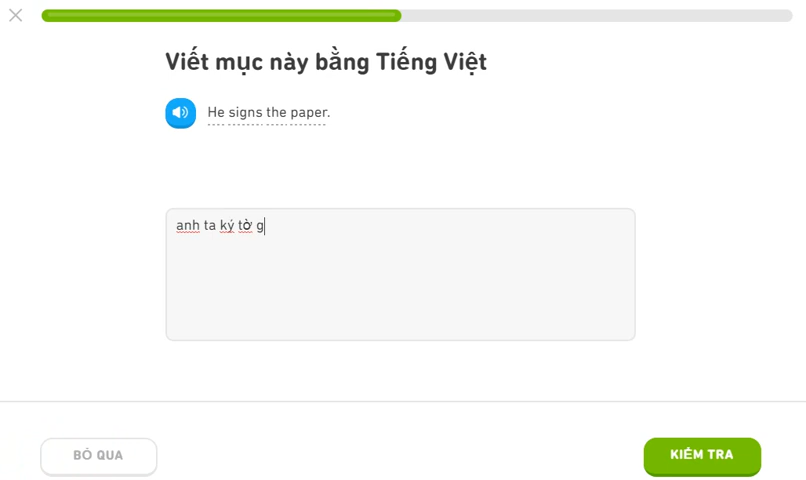 Viết mục này bằng Tiếng Việt
He signs the paper.
anh ta ký tờ g
BỎ QUA
KIỂM TRA